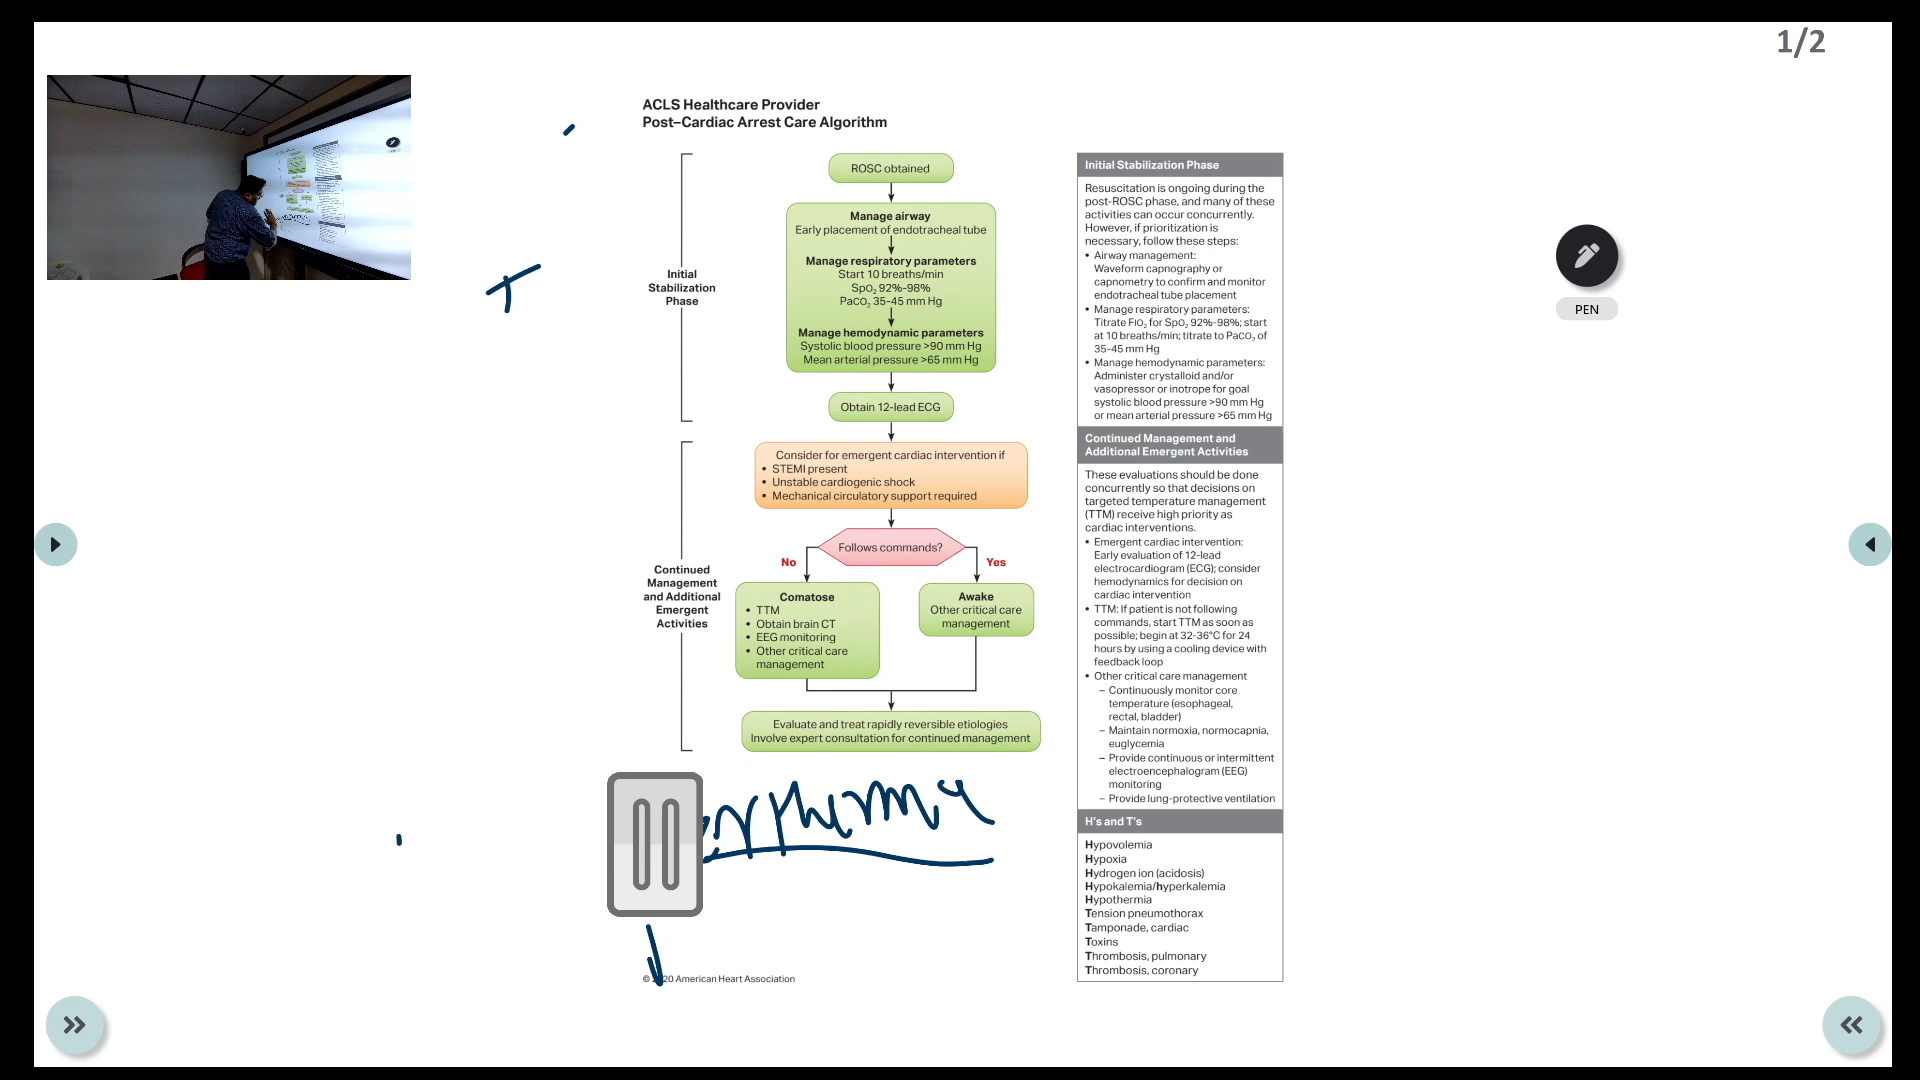 1/2
ACLS Healthcare Provider
Post–Cardiac Arrest Care Algorithm
Initial
Stabilization
Phase
ROSC obtained
Manage airway
Early placement of endotracheal tube
Manage respiratory parameters
Start 10 breaths/min
SpO₂ 92%-98%
PaCO₂ 35-45 mm Hg
Manage hemodynamic parameters
Systolic blood pressure >90 mm Hg
Mean arterial pressure >65 mm Hg
Obtain 12-lead ECG
Continued
Management
and Additional
Emergent
Activities
Consider for emergent cardiac intervention if
• STEMI present
• Unstable cardiogenic shock
• Mechanical circulatory support required
Follows commands?
No
Yes
Comatose
• TTM
• Obtain brain CT
• EEG monitoring
• Other critical care
management
Awake
Other critical care
management
Evaluate and treat rapidly reversible etiologies
Involve expert consultation for continued management
© 2020 American Heart Association
Initial Stabilization Phase
Resuscitation is ongoing during the
post-ROSC phase, and many of these
activities can occur concurrently.
However, if prioritization is
necessary, follow these steps:
• Airway management:
Waveform capnography or
capnometry to confirm and monitor
endotracheal tube placement
• Manage respiratory parameters:
Titrate FIO₂ for SpO₂ 92%-98%; start
at 10 breaths/min; titrate to PaCO₂ of
35-45 mm Hg
• Manage hemodynamic parameters:
Administer crystalloid and/or
vasopressor or inotrope for goal
systolic blood pressure >90 mm Hg
or mean arterial pressure >65 mm Hg
Continued Management and
Additional Emergent Activities
These evaluations should be done
concurrently so that decisions on
targeted temperature management
(TTM) receive high priority as
cardiac interventions.
• Emergent cardiac intervention:
Early evaluation of 12-lead
electrocardiogram (ECG); consider
hemodynamics for decision on
cardiac intervention
• TTM: If patient is not following
commands, start TTM as soon as
possible; begin at 32-36°C for 24
hours by using a cooling device with
feedback loop
• Other critical care management
– Continuously monitor core
temperature (esophageal,
rectal, bladder)
– Maintain normoxia, normocapnia,
euglycemia
– Provide continuous or intermittent
electroencephalogram (EEG)
monitoring
– Provide lung-protective ventilation
H's and T's
Hypovolemia
Hypoxia
Hydrogen ion (acidosis)
Hypokalemia/hyperkalemia
Hypothermia
Tension pneumothorax
Tamponade, cardiac
Toxins
Thrombosis, pulmonary
Thrombosis, coronary
PEN